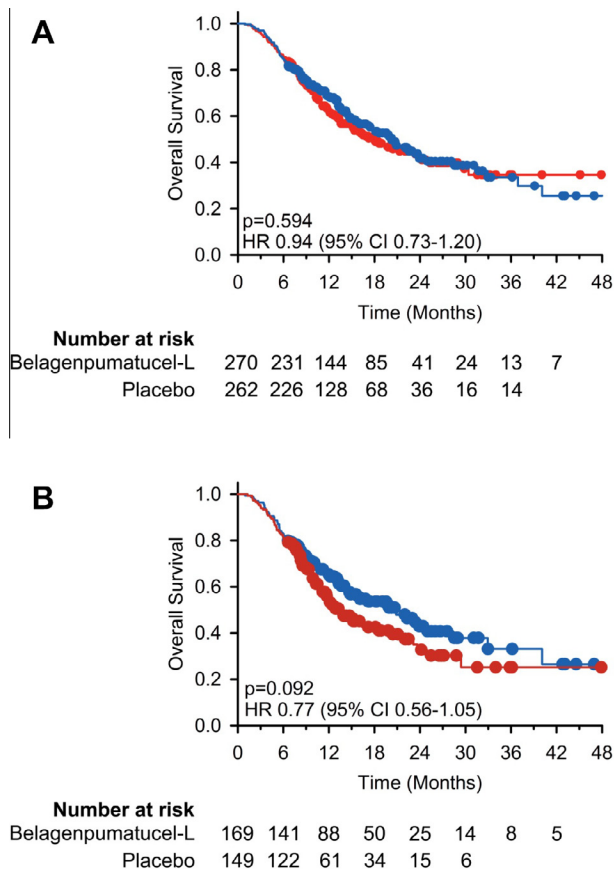 A
Overall Survival
1.0
0.8
0.6
0.4
0.2
0.0
p=0.594
HR 0.94 (95% CI 0.73-1.20)
0 6 12 18 24 30 36 42 48
Time (Months)
Number at risk
Belagenpumatucel-L 270 231 144 85 41 24 13 7
Placebo 262 226 128 68 36 16 14
B
Overall Survival
1.0
0.8
0.6
0.4
0.2
0.0
p=0.092
HR 0.77 (95% CI 0.56-1.05)
0 6 12 18 24 30 36 42 48
Time (Months)
Number at risk
Belagenpumatucel-L 169 141 88 50 25 14 8 5
Placebo 149 122 61 34 15 6